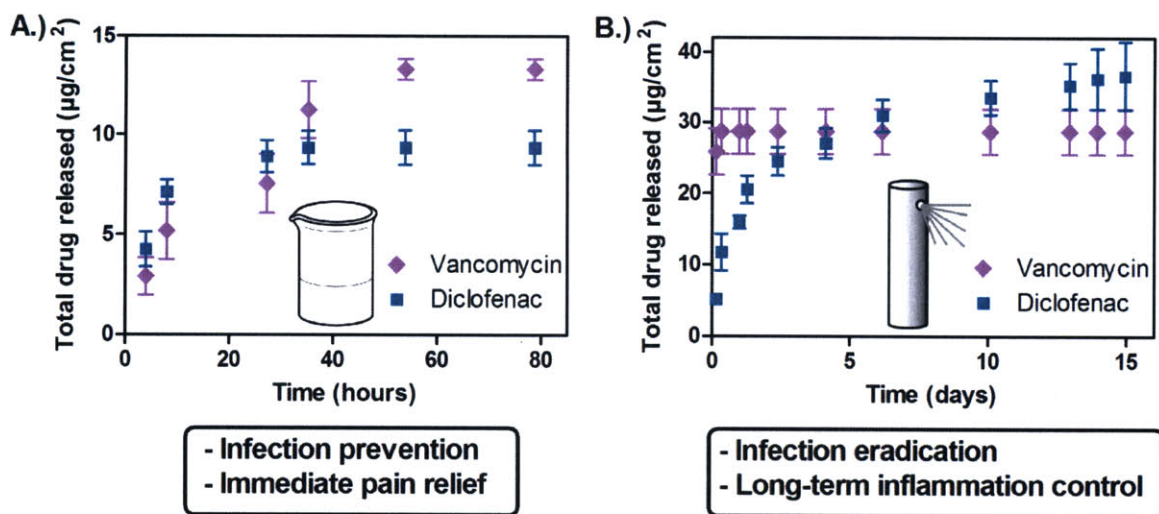 A.)
Total drug released (µg/cm²)
15
10
5
0
0 20 40 60 80
Time (hours)
Vancomycin
Diclofenac
- Infection prevention
- Immediate pain relief
B.)
Total drug released (µg/cm²)
40
30
20
10
0
0 5 10 15
Time (days)
Vancomycin
Diclofenac
- Infection eradication
- Long-term inflammation control